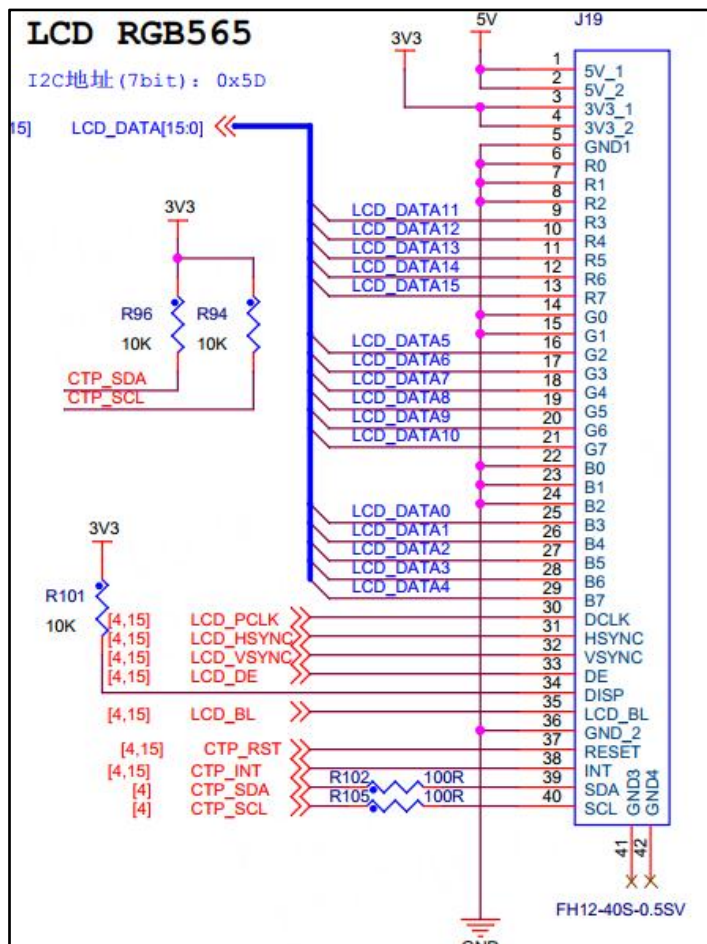 LCD RGB565
I2C地址(7bit): 0x5D
15] LCD_DATA[15:0]
5V
3V3
J19
1 5V_1
2 5V_2
3 3V3_1
4 3V3_2
5 GND1
6 R0
7 R1
8 R2
LCD_DATA11 9 R3
LCD_DATA12 10 R4
LCD_DATA13 11 R5
LCD_DATA14 12 R6
LCD_DATA15 13 R7
14 G0
15 G1
LCD_DATA5 16 G2
LCD_DATA6 17 G3
LCD_DATA7 18 G4
LCD_DATA8 19 G5
LCD_DATA9 20 G6
LCD_DATA10 21 G7
22 B0
23 B1
24 B2
LCD_DATA0 25 B3
LCD_DATA1 26 B4
LCD_DATA2 27 B5
LCD_DATA3 28 B6
LCD_DATA4 29 B7
[4,15] LCD_PCLK 30 DCLK
[4,15] LCD_HSYNC 31 HSYNC
[4,15] LCD_VSYNC 32 VSYNC
[4,15] LCD_DE 33 DE
34 DISP
[4,15] LCD_BL 35 LCD_BL
36 GND_2
[4,15] CTP_RST 37 RESET
[4,15] CTP_INT 38 INT
[4] CTP_SDA R102 100R 39 SDA
[4] CTP_SCL R105 100R 40 SCL
GND3 GND4
41 42
FH12-40S-0.5SV
3V3
R96 R94
10K 10K
CTP_SDA
CTP_SCL
3V3
R101
10K
GND